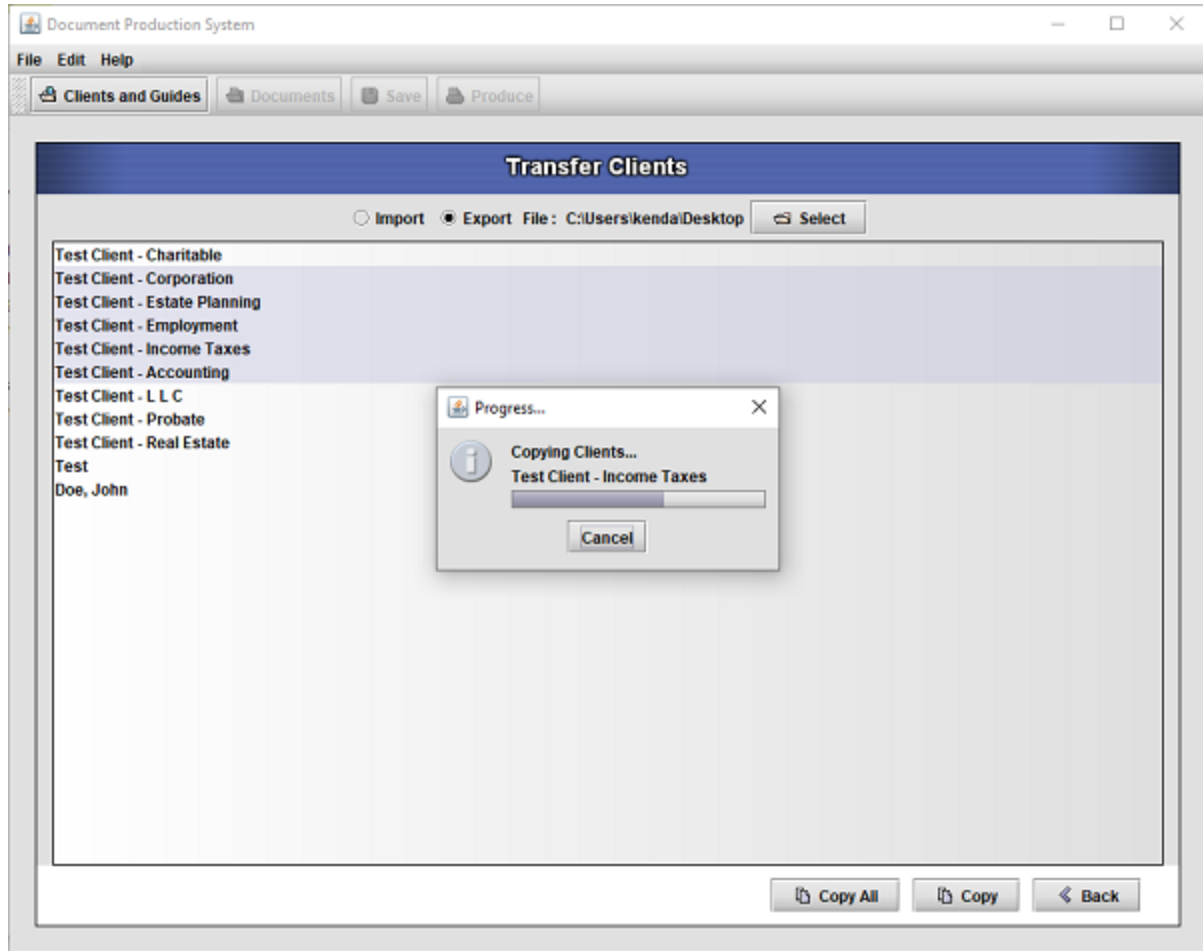 Document Production System
File Edit Help
Clients and Guides Documents Save Produce
Transfer Clients
Import Export File : C:\Users\kenda\Desktop Select
Test Client - Charitable
Test Client - Corporation
Test Client - Estate Planning
Test Client - Employment
Test Client - Income Taxes
Test Client - Accounting
Test Client - L L C
Test Client - Probate
Test Client - Real Estate
Test
Doe, John
Progress...
Copying Clients...
Test Client - Income Taxes
Cancel
Copy All Copy Back